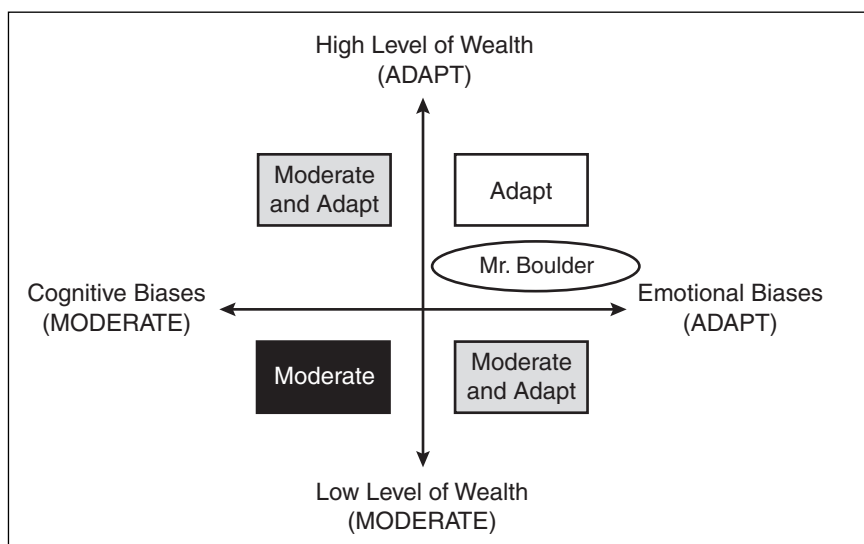 High Level of Wealth
(ADAPT)
Moderate
and Adapt
Adapt
Mr. Boulder
Cognitive Biases
(MODERATE)
Emotional Biases
(ADAPT)
Moderate
Moderate
and Adapt
Low Level of Wealth
(MODERATE)